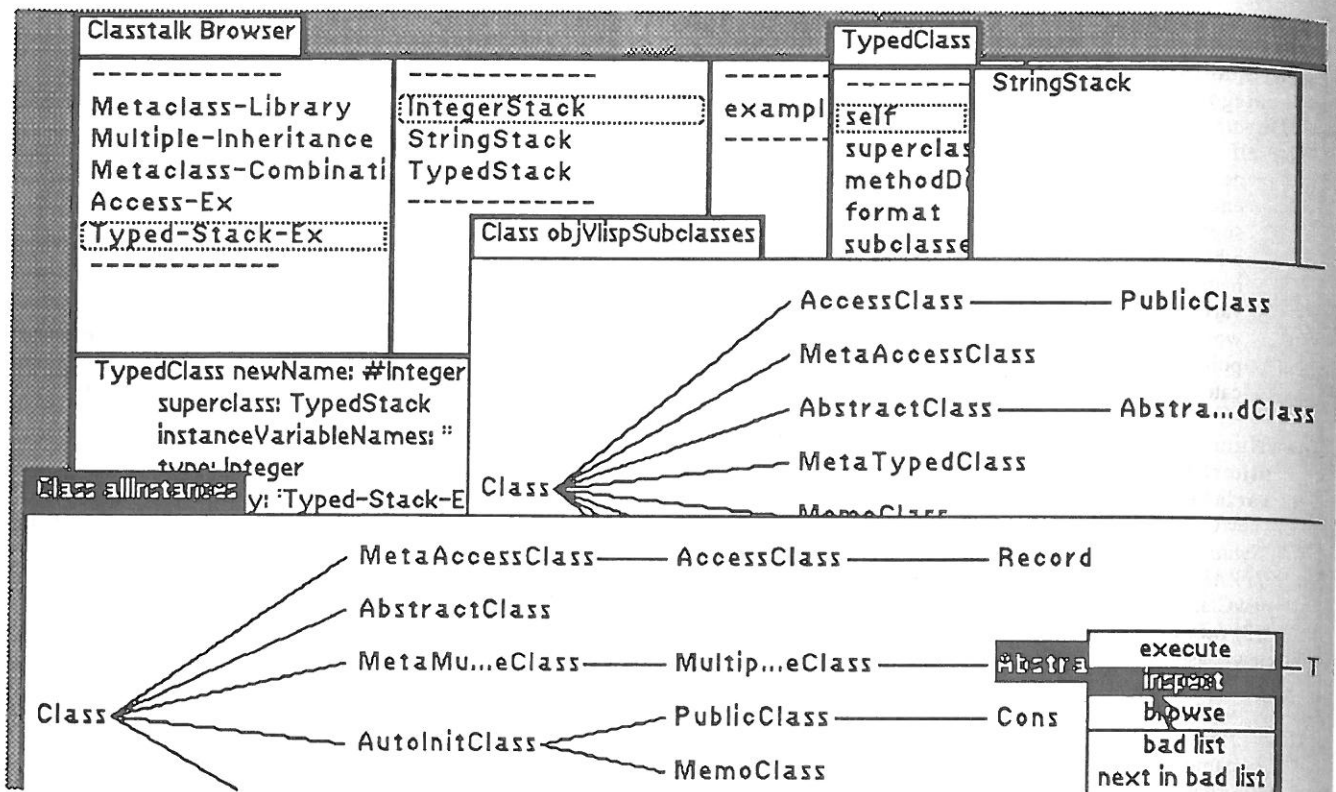 Classtalk Browser
-------------
Metaclass-Library
Multiple-Inheritance
Metaclass-Combinati
Access-Ex
Typed-Stack-Ex
-------------
-------------
IntegerStack
StringStack
TypedStack
-------------
-----
exampl
-----
TypedClass
-------
self
superclas
methodDi
format
subclasse
StringStack
TypedClass newName: #Integer
superclass: TypedStack
instanceVariableNames: "
type: Integer
y: 'Typed-Stack-E
Class objVlispSubclasses
AccessClass PublicClass
MetaAccessClass
AbstractClass Abstra...dClass
MetaTypedClass
Class
MemoClass
Class allInstances
MetaAccessClass AccessClass Record
AbstractClass
MetaMu...eClass Multip...eClass Abstra T
Class
AutoInitClass
PublicClass Cons
MemoClass
execute
inspect
browse
bad list
next in bad list